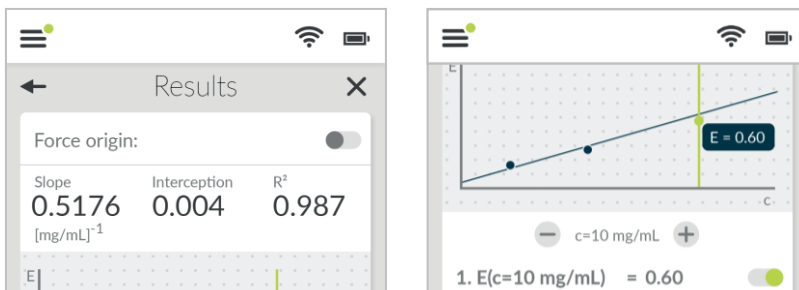 Results
Force origin:
Slope Interception R²
0.5176 0.004 0.987
[mg/mL]⁻¹
E
E
E = 0.60
C
c=10 mg/mL
1. E(c=10 mg/mL) = 0.60